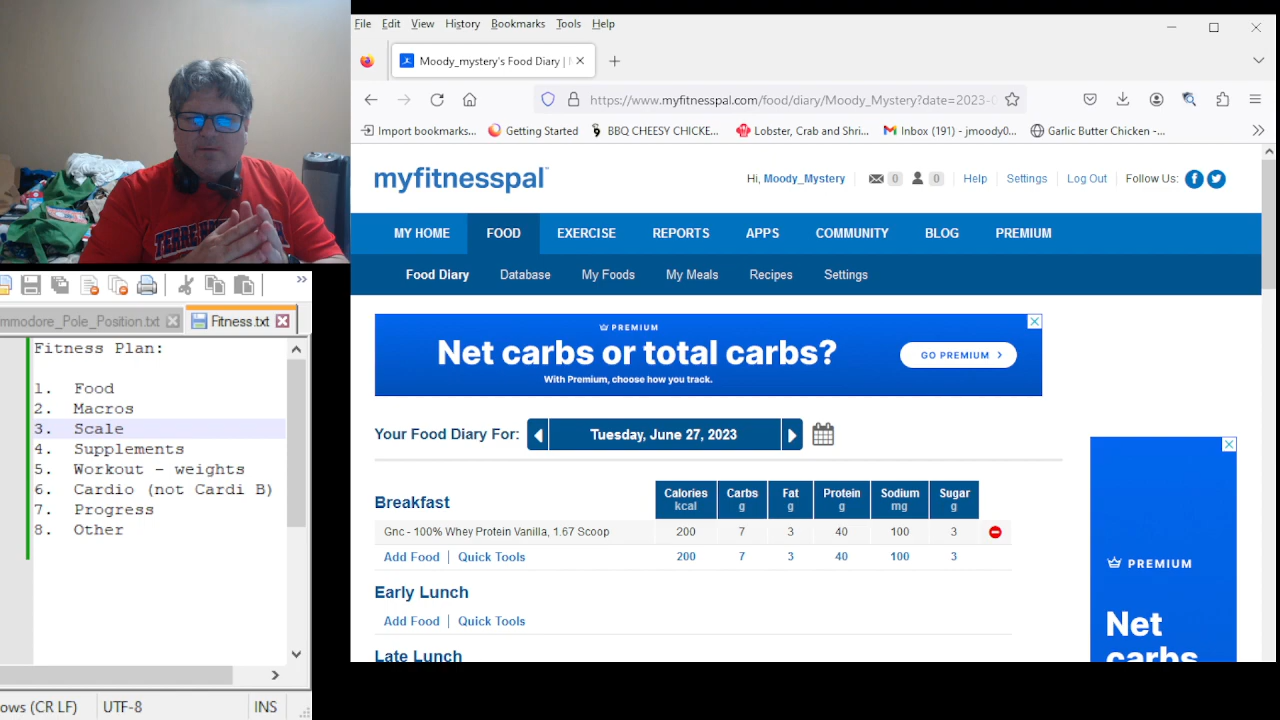 File Edit View History Bookmarks Tools Help
Moody_mystery's Food Diary |
https://www.myfitnesspal.com/food/diary/Moody_Mystery?date=2023-
Import bookmarks... Getting Started BBQ CHEESY CHICKE... Lobster, Crab and Shri... Inbox (191) - jmoody0... Garlic Butter Chicken -...
myfitnesspal
Hi, Moody_Mystery 0 0 Help Settings Log Out Follow Us:
MY HOME FOOD EXERCISE REPORTS APPS COMMUNITY BLOG PREMIUM
Food Diary Database My Foods My Meals Recipes Settings
PREMIUM
Net carbs or total carbs?
With Premium, choose how you track.
GO PREMIUM
Your Food Diary For: Tuesday, June 27, 2023
Breakfast Calories kcal Carbs g Fat g Protein g Sodium mg Sugar g
Gnc - 100% Whey Protein Vanilla, 1.67 Scoop 200 7 3 40 100 3
Add Food | Quick Tools 200 7 3 40 100 3
Early Lunch
Add Food | Quick Tools
Late Lunch
PREMIUM
Net
carbs
mmodore_Pole_Position.txt Fitness.txt
Fitness Plan:
1. Food
2. Macros
3. Scale
4. Supplements
5. Workout - weights
6. Cardio (not Cardi B)
7. Progress
8. Other
ows (CR LF) UTF-8 INS